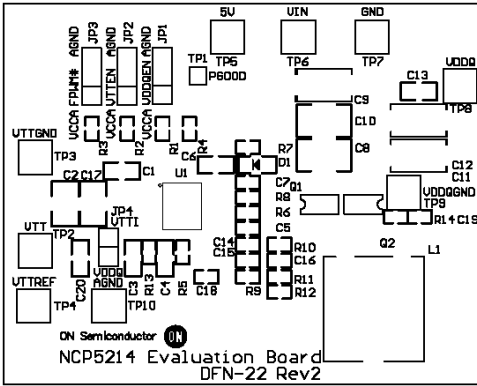 5V VIN GND
AGND JP3 AGND JP2 AGND JP1
FPWM# VTTEN VDDQEN
TP1 TP5 TP6 TP7 VDDQ
PGOOD C13
TP8
VCCA VCCA VCCA
C9
C10
VTTGND R3 R2 R1 R4 R7 C8
C6 D1
TP3 C12
C2 C17 C1 U1 C7 Q1 C11
R8 VDDQGND
JP4 R6 TP9
VTT VTTI C5 R14 C19
TP2 C14 R10 Q2 L1
C15 C16
VTTREF VDDQ R11
AGND
C20 C3 R13 C4 R5 C18 R9 R12
TP4 TP10
ON Semiconductor ON
NCP5214 Evaluation Board
DFN-22 Rev2